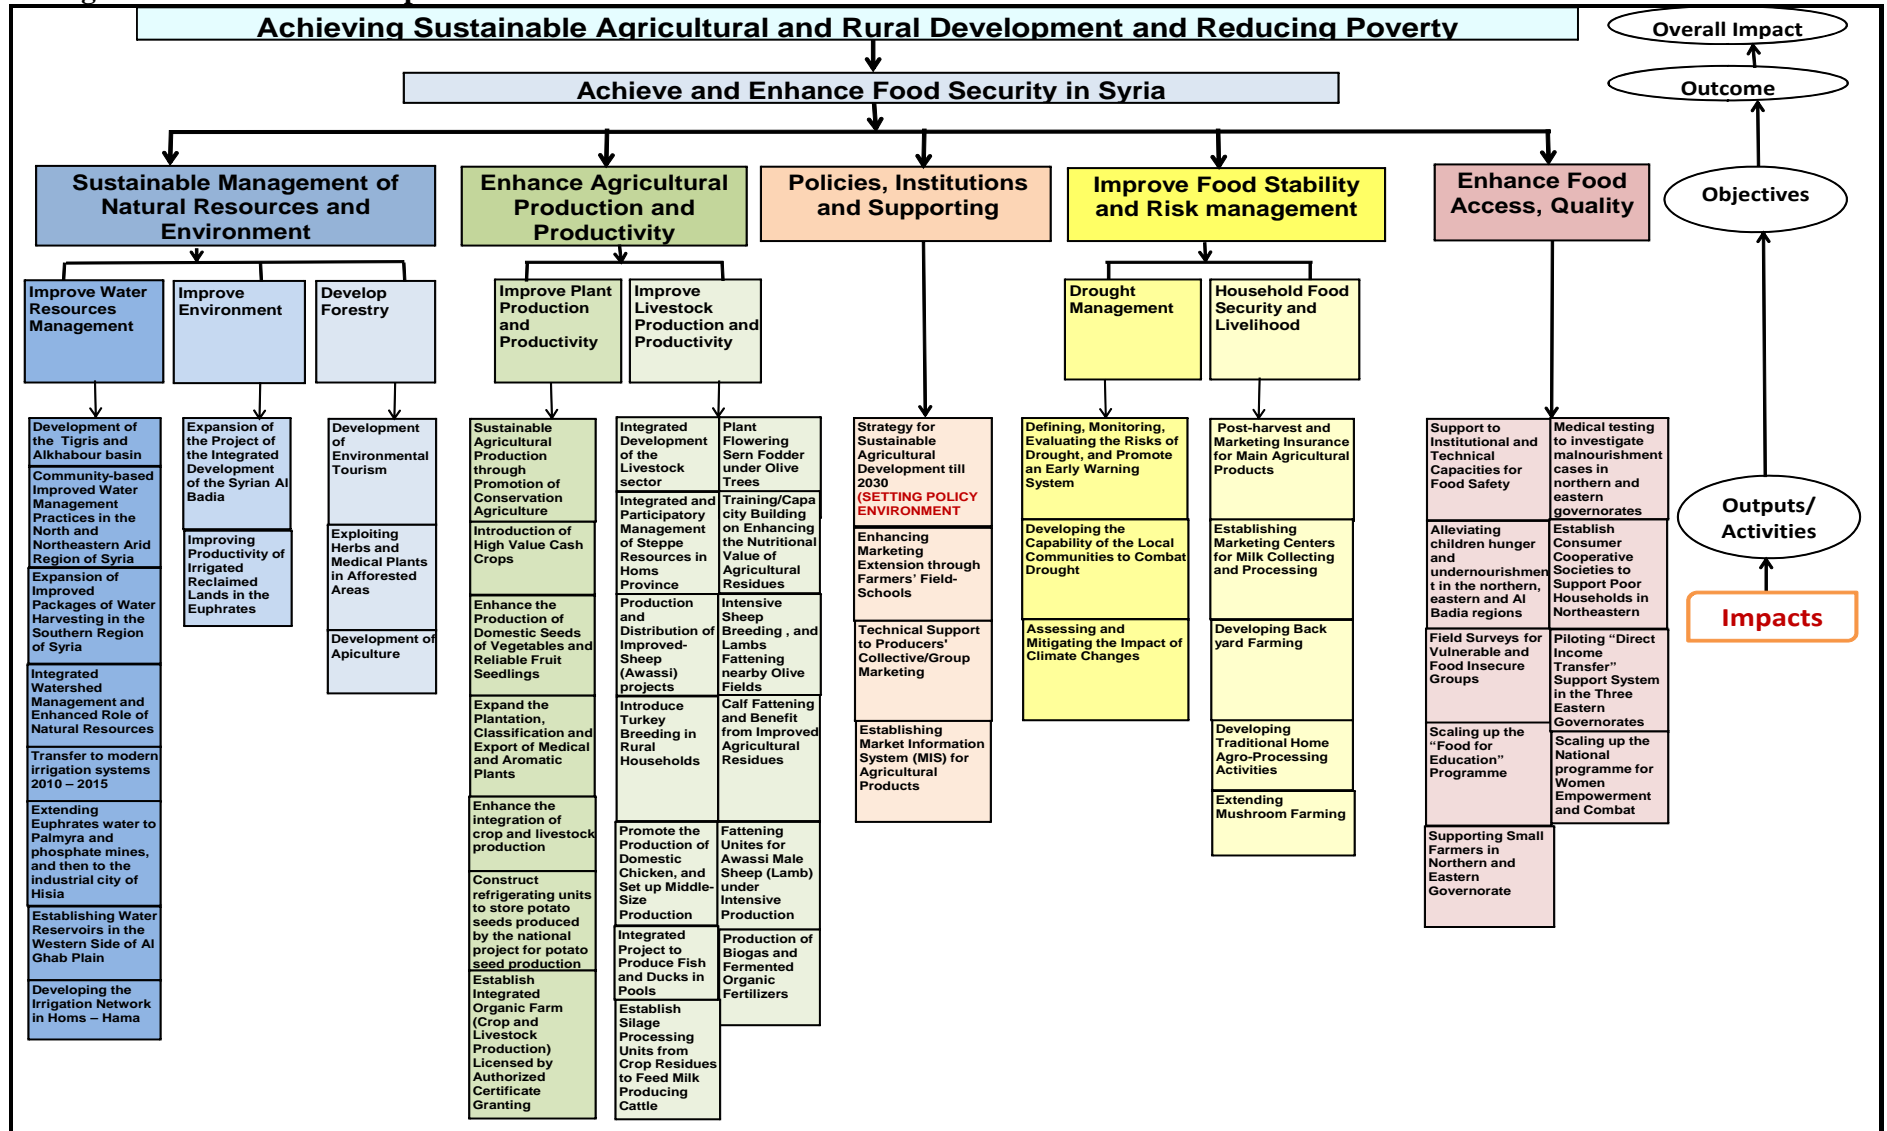 Achieving Sustainable Agricultural and Rural Development and Reducing Poverty
Overall Impact
Achieve and Enhance Food Security in Syria
Outcome
Sustainable Management of
Natural Resources and
Environment
Enhance Agricultural
Production and
Productivity
Policies, Institutions
and Supporting
Improve Food Stability
and Risk management
Enhance Food
Access, Quality
Objectives
Improve Water
Resources
Management
Improve
Environment
Develop
Forestry
Improve Plant
Production
and
Productivity
Improve
Livestock
Production and
Productivity
Drought
Management
Household Food
Security and
Livelihood
Development of
the Tigris and
Alkhabour basin
Community-based
Improved Water
Management
Practices in the
North and
Northeastern Arid
Region of Syria
Expansion of
Improved
Packages of Water
Harvesting in the
Southern Region
of Syria
Integrated
Watershed
Management and
Enhanced Role of
Natural Resources
Transfer to modern
irrigation systems
2010 – 2015
Extending
Euphrates water to
Palmyra and
phosphate mines,
and then to the
industrial city of
Hisia
Establishing Water
Reservoirs in the
Western Side of Al
Ghab Plain
Developing the
Irrigation Network
in Homs – Hama
Expansion of
the Project of
the Integrated
Development
of the Syrian Al
Badia
Improving
Productivity of
Irrigated
Reclaimed
Lands in the
Euphrates
Development
of
Environmental
Tourism
Exploiting
Herbs and
Medical Plants
in Afforested
Areas
Development of
Apiculture
Sustainable
Agricultural
Production
through
Promotion of
Conservation
Agriculture
Introduction of
High Value Cash
Crops
Enhance the
Production of
Domestic Seeds
of Vegetables and
Reliable Fruit
Seedlings
Expand the
Plantation,
Classification and
Export of Medical
and Aromatic
Plants
Enhance the
integration of
crop and livestock
production
Construct
refrigerating units
to store potato
seeds produced
by the national
project for potato
seed production
Establish
Integrated
Organic Farm
(Crop and
Livestock
Production)
Licensed by
Authorized
Certificate
Granting
Integrated
Development
of the
Livestock
sector
Integrated and
Participatory
Management
of Steppe
Resources in
Homs
Province
Production
and
Distribution of
Improved-
Sheep
(Awassi)
projects
Introduce
Turkey
Breeding in
Rural
Households
Promote the
Production of
Domestic
Chicken, and
Set up Middle-
Size
Production
Integrated
Project to
Produce Fish
and Ducks in
Pools
Establish
Silage
Processing
Units from
Crop Residues
to Feed Milk
Producing
Cattle
Plant
Flowering
Sern Fodder
under Olive
Trees
Training/Capa
city Building
on Enhancing
the Nutritional
Value of
Agricultural
Residues
Intensive
Sheep
Breeding , and
Lambs
Fattening
nearby Olive
Fields
Calf Fattening
and Benefit
from Improved
Agricultural
Residues
Fattening
Unites for
Awassi Male
Sheep (Lamb)
under
Intensive
Production
Production of
Biogas and
Fermented
Organic
Fertilizers
Strategy for
Sustainable
Agricultural
Development till
2030
(SETTING POLICY
ENVIRONMENT
Enhancing
Marketing
Extension through
Farmers' Field-
Schools
Technical Support
to Producers'
Collective/Group
Marketing
Establishing
Market Information
System (MIS) for
Agricultural
Products
Defining, Monitoring,
Evaluating the Risks of
Drought, and Promote
an Early Warning
System
Developing the
Capability of the Local
Communities to Combat
Drought
Assessing and
Mitigating the Impact of
Climate Changes
Post-harvest and
Marketing Insurance
for Main Agricultural
Products
Establishing
Marketing Centers
for Milk Collecting
and Processing
Developing Back
yard Farming
Developing
Traditional Home
Agro-Processing
Activities
Extending
Mushroom Farming
Support to
Institutional and
Technical
Capacities for
Food Safety
Alleviating
children hunger
and
undernourishmen
t in the northern,
eastern and Al
Badia regions
Field Surveys for
Vulnerable and
Food Insecure
Groups
Scaling up the
“Food for
Education”
Programme
Supporting Small
Farmers in
Northern and
Eastern
Governorate
Medical testing
to investigate
malnourishment
cases in
northern and
eastern
governorates
Establish
Consumer
Cooperative
Societies to
Support Poor
Households in
Northeastern
Piloting “Direct
Income
Transfer”
Support System
in the Three
Eastern
Governorates
Scaling up the
National
programme for
Women
Empowerment
and Combat
Outputs/
Activities
Impacts